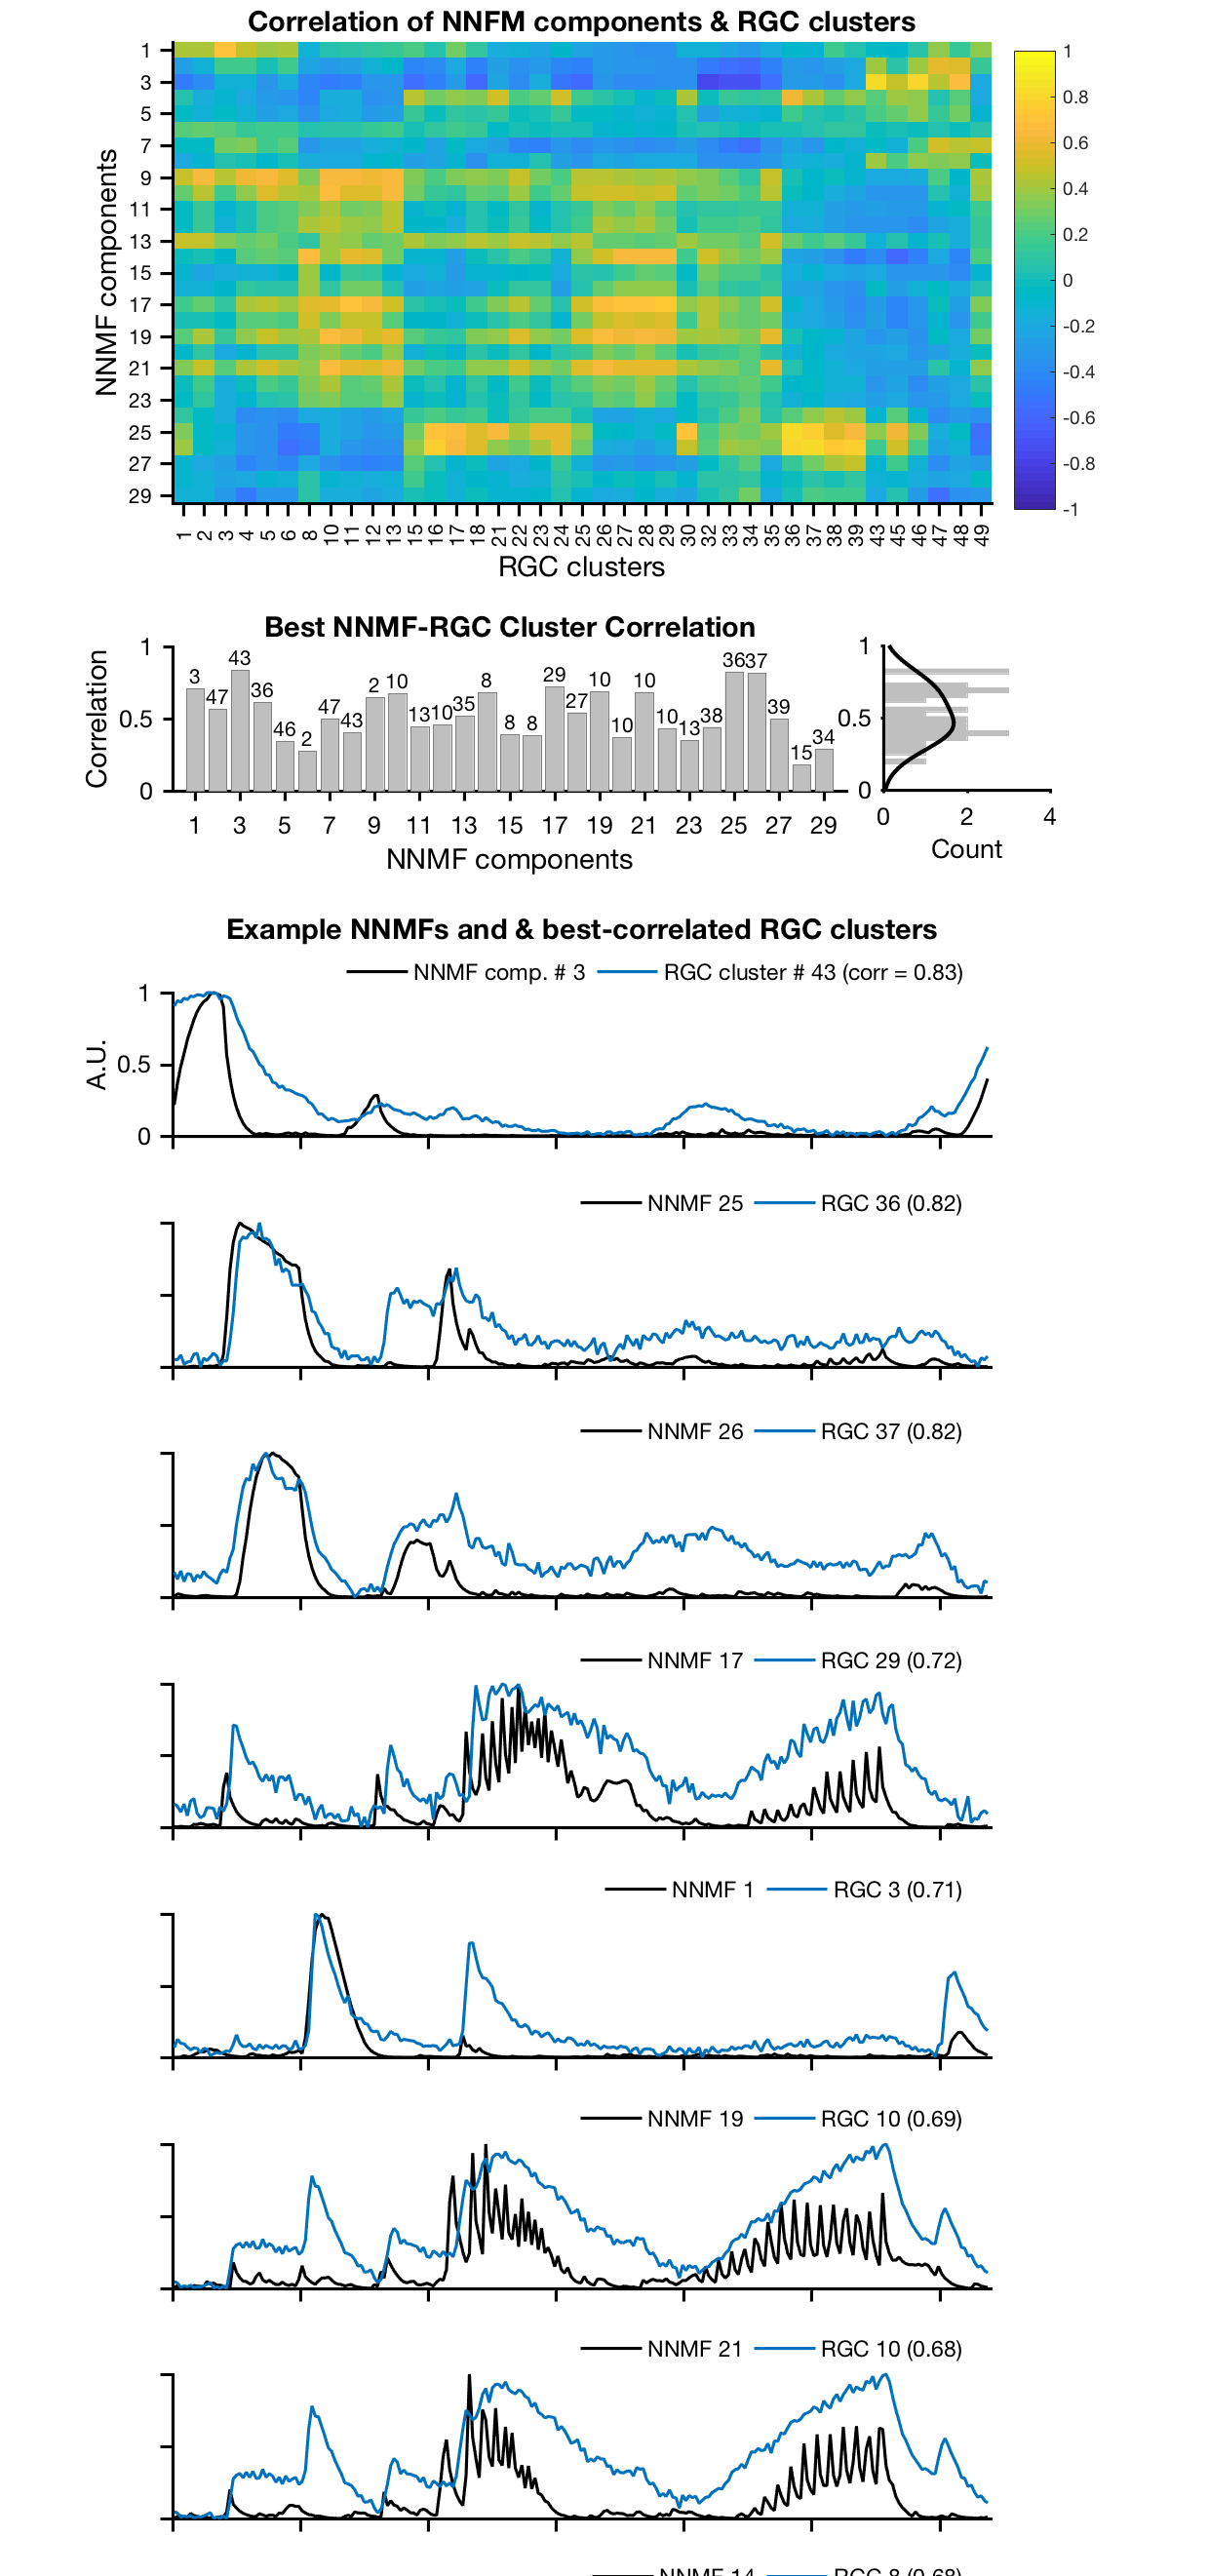 Correlation of NNFM components & RGC clusters
NNMF components
1
3
5
7
9
11
13
15
17
19
21
23
25
27
29
1 2 3 4 5 6 8 10 11 12 13 15 16 17 18 21 22 23 24 25 26 27 28 29 30 32 33 34 35 36 37 38 39 43 45 46 47 48 49
RGC clusters
1
0.8
0.6
0.4
0.2
0
-0.2
-0.4
-0.6
-0.8
-1
Best NNMF-RGC Cluster Correlation
Correlation
1
0.5
0
3 47 43 36 46 2 47 43 2 10 13 10 35 8 8 8 29 27 10 10 10 10 13 38 36 37 39 15 34
1 3 5 7 9 11 13 15 17 19 21 23 25 27 29
NNMF components
1
0.5
0
0 2 4
Count
Example NNMFs and & best-correlated RGC clusters
NNMF comp. # 3 RGC cluster # 43 (corr = 0.83)
A.U.
1
0.5
0
NNMF 25 RGC 36 (0.82)
NNMF 26 RGC 37 (0.82)
NNMF 17 RGC 29 (0.72)
NNMF 1 RGC 3 (0.71)
NNMF 19 RGC 10 (0.69)
NNMF 21 RGC 10 (0.68)
NNMF 14 RGC 8 (0.68)